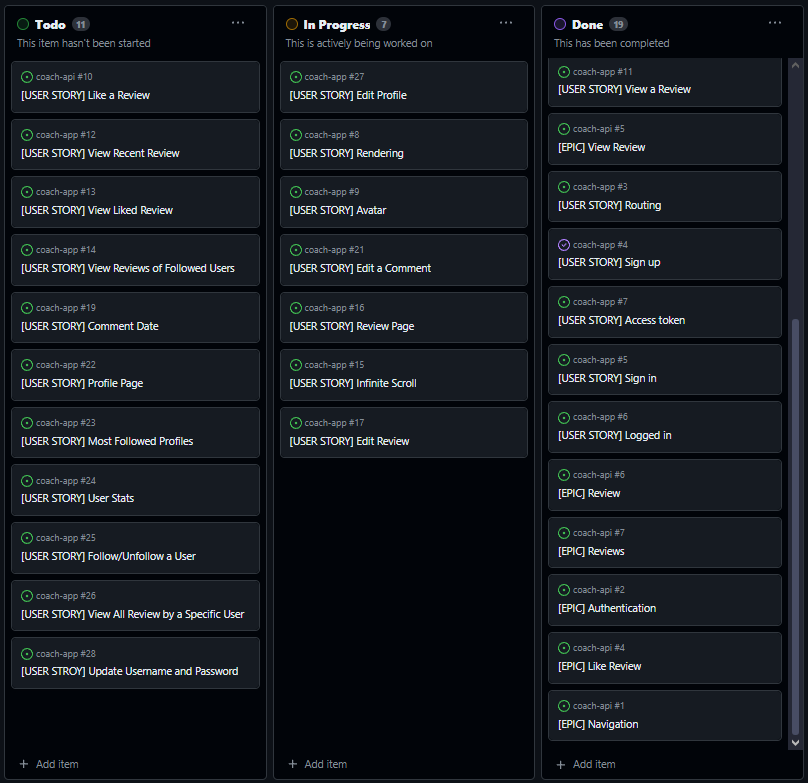 Todo 11
This item hasn't been started
coach-api #10
[USER STORY] Like a Review
coach-app #12
[USER STORY] View Recent Review
coach-app #13
[USER STORY] View Liked Review
coach-app #14
[USER STORY] View Reviews of Followed Users
coach-app #19
[USER STORY] Comment Date
coach-app #22
[USER STORY] Profile Page
coach-app #23
[USER STORY] Most Followed Profiles
coach-app #24
[USER STORY] User Stats
coach-app #25
[USER STORY] Follow/Unfollow a User
coach-app #26
[USER STORY] View All Review by a Specific User
coach-app #28
[USER STROY] Update Username and Password
+ Add item
In Progress 7
This is actively being worked on
coach-app #27
[USER STORY] Edit Profile
coach-app #8
[USER STORY] Rendering
coach-app #9
[USER STORY] Avatar
coach-app #21
[USER STORY] Edit a Comment
coach-app #16
[USER STORY] Review Page
coach-app #15
[USER STORY] Infinite Scroll
coach-app #17
[USER STORY] Edit Review
+ Add item
Done 19
This has been completed
coach-app #11
[USER STORY] View a Review
coach-api #5
[EPIC] View Review
coach-app #3
[USER STORY] Routing
coach-app #4
[USER STORY] Sign up
coach-app #7
[USER STORY] Access token
coach-app #5
[USER STORY] Sign in
coach-app #6
[USER STORY] Logged in
coach-api #6
[EPIC] Review
coach-api #7
[EPIC] Reviews
coach-api #2
[EPIC] Authentication
coach-api #4
[EPIC] Like Review
coach-api #1
[EPIC] Navigation
+ Add item